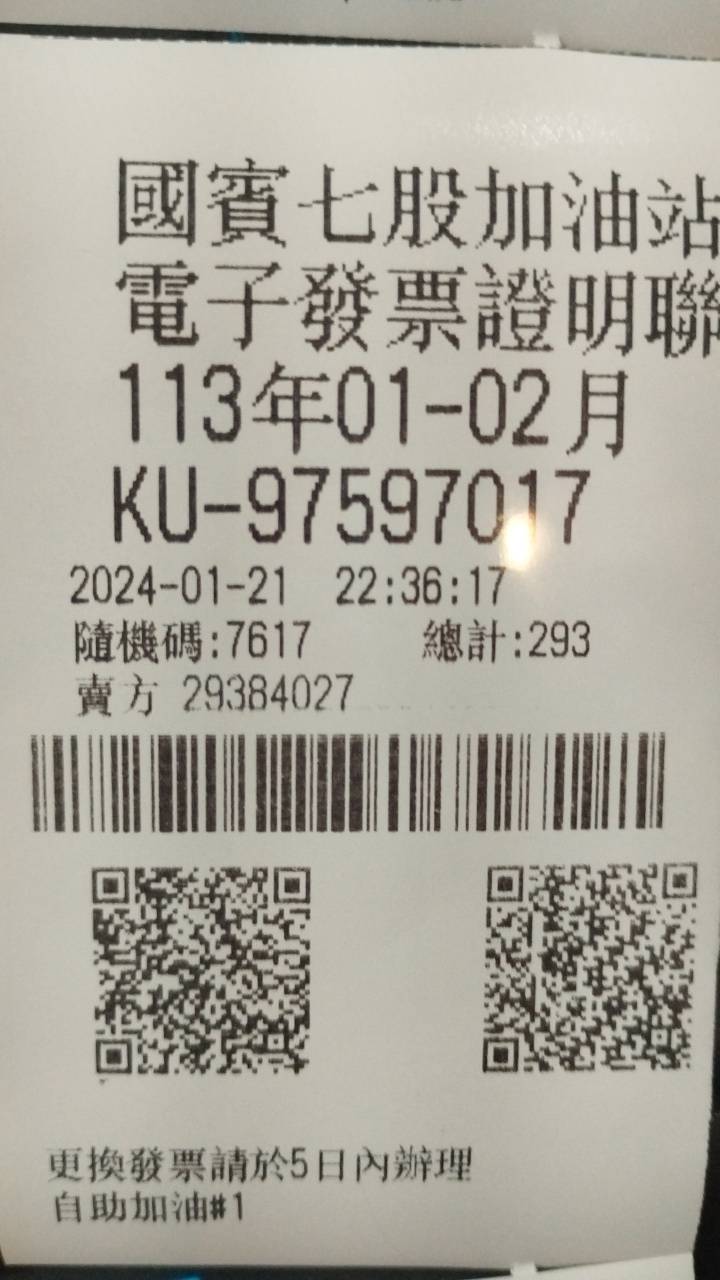 國賓七股加油站
電子發票證明聯
113年01-02月
KU-97597017
2024-01-21 22:36:17
隨機碼:7617 總計:293
賣方 29384027
更換發票請於5日內辦理
自助加油#1